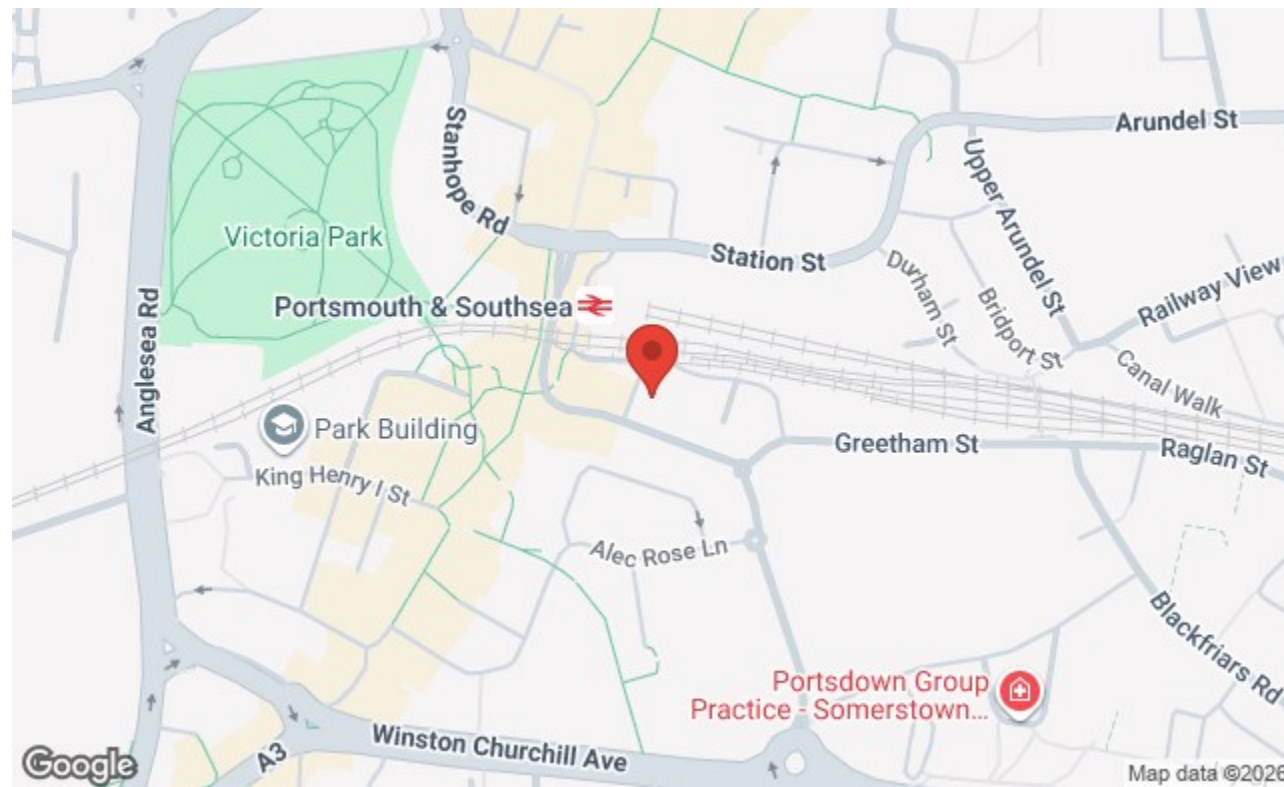 Arundel St
Stanhope Rd
Upper Arundel St
Victoria Park
Station St
Durham St
Bridport St
Railway View
Portsmouth & Southsea
Anglesea Rd
Canal Walk
Park Building
Greetham St
Raglan St
King Henry I St
Alec Rose Ln
Blackfriars Rd
Portsdown Group
Practice - Somerstown...
Winston Churchill Ave
A3
Google
Map data ©2026